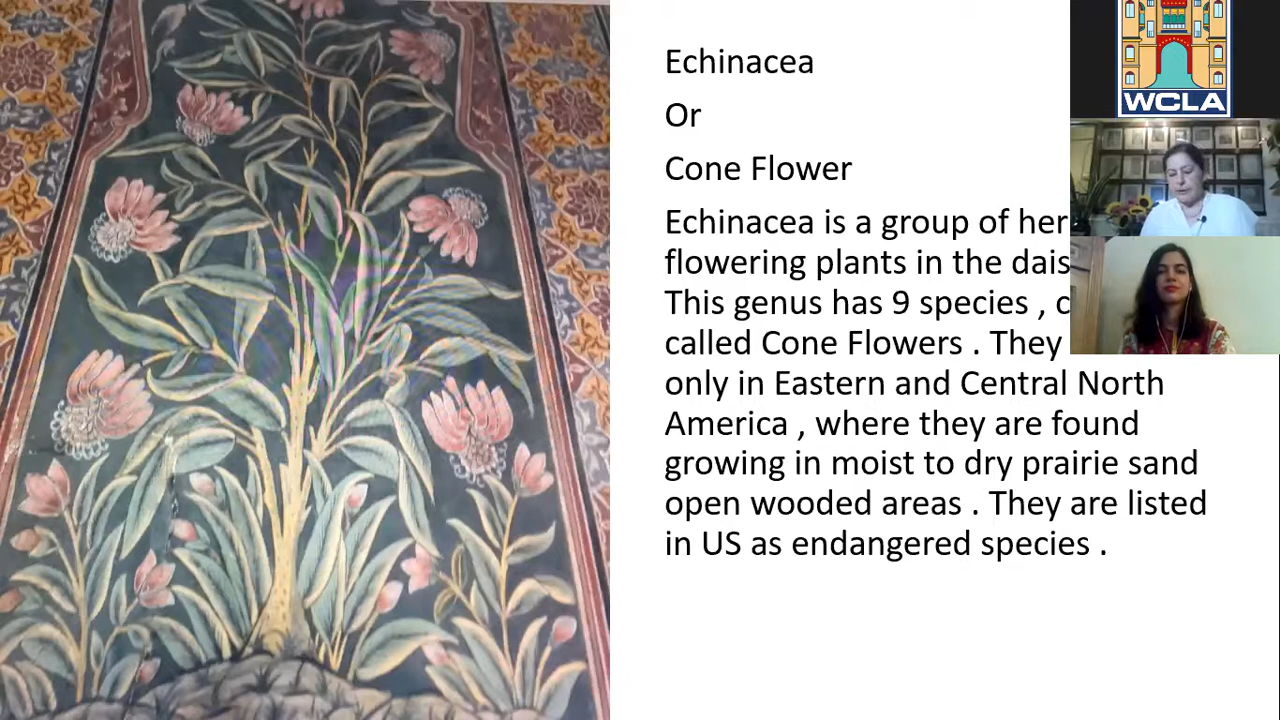 Echinacea
Or
Cone Flower
Echinacea is a group of
flowering plants in the
This genus has 9 species ,
called Cone Flowers . They
only in Eastern and Central North
America , where they are found
growing in moist to dry prairie sand
open wooded areas . They are listed
in US as endangered species .
WCLA